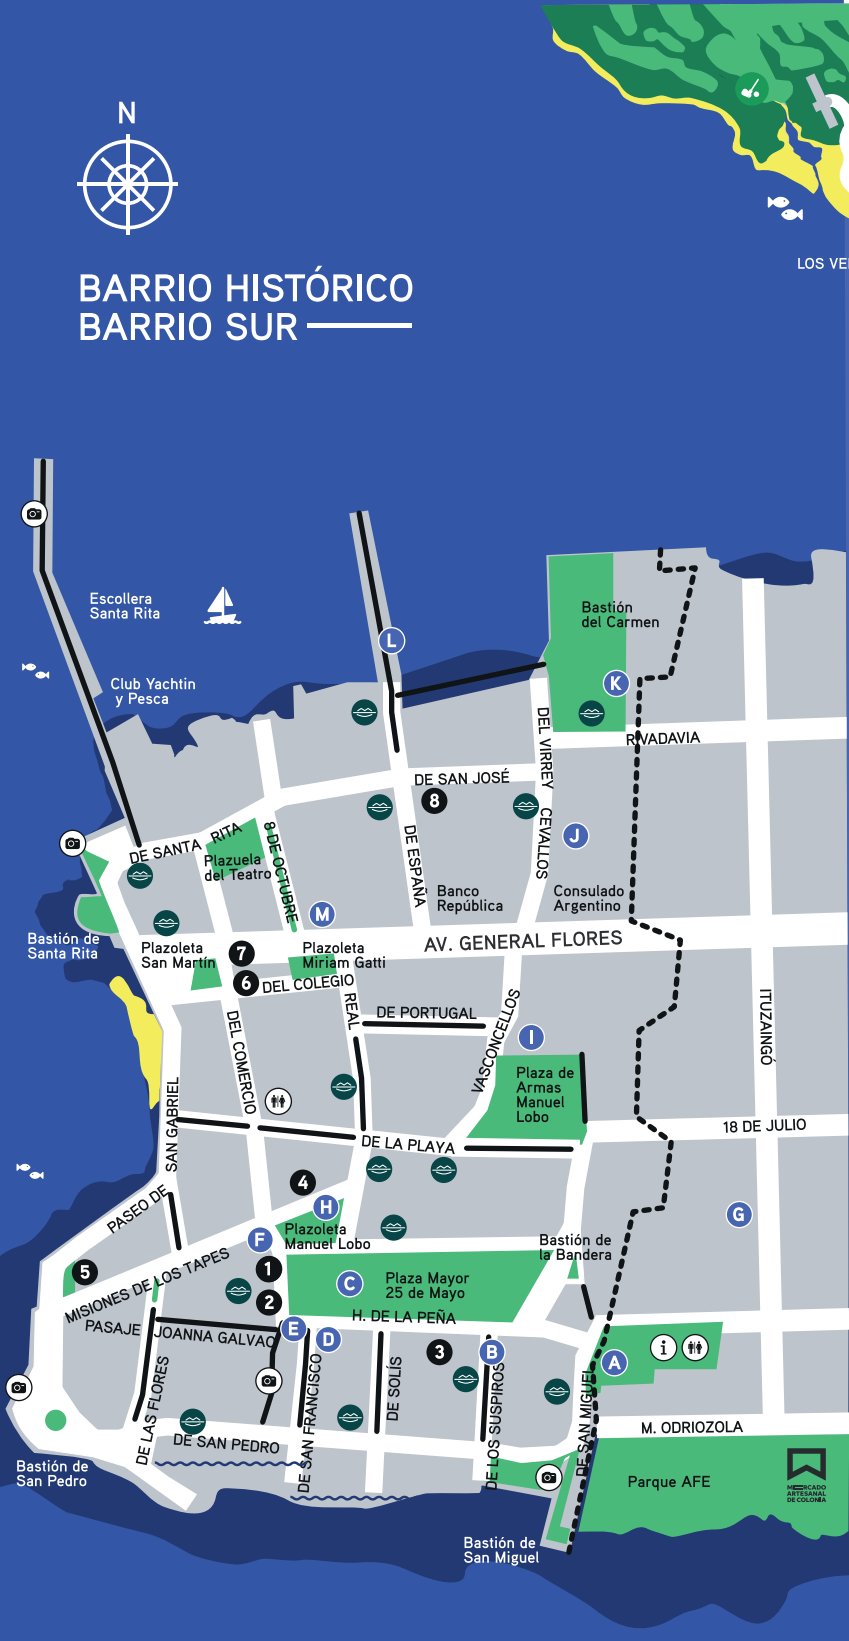 N
BARRIO HISTÓRICO
BARRIO SUR
LOS VE
Escollera
Santa Rita
Club Yachtin
y Pesca
L
Bastión
del Carmen
K
RIVADAVIA
DEL VIRREY CEVALLOS
DE SAN JOSÉ
8
J
DE SANTA RITA
Plazuela
del Teatro
8 DE OCTUBRE
DE ESPAÑA
Banco
República
Consulado
Argentino
M
Bastión de
Santa Rita
Plazoleta
San Martín
7
Plazoleta
Miriam Gatti
AV. GENERAL FLORES
6
DEL COLEGIO
REAL
DE PORTUGAL
VASCONCELLOS
I
ITUZAINGÓ
DEL COMERCIO
Plaza de
Armas
Manuel
Lobo
SAN GABRIEL
PASEO DE
DE LA PLAYA
18 DE JULIO
4
H
G
Plazoleta
Manuel Lobo
F
Bastión de
la Bandera
5
1
MISIONES DE LOS TAPES
C
Plaza Mayor
25 de Mayo
2
H. DE LA PEÑA
PASAJE JOANNA GALVAO
E
D
3
B
A
i
DE LAS FLORES
DE SAN FRANCISCO
DE SOLÍS
DE LOS SUSPIROS
DE SAN MIGUEL
M. ODRIOZOLA
DE SAN PEDRO
Bastión de
San Pedro
Parque AFE
MERCADO
ARTESANAL
DE COLONIA
Bastión de
San Miguel